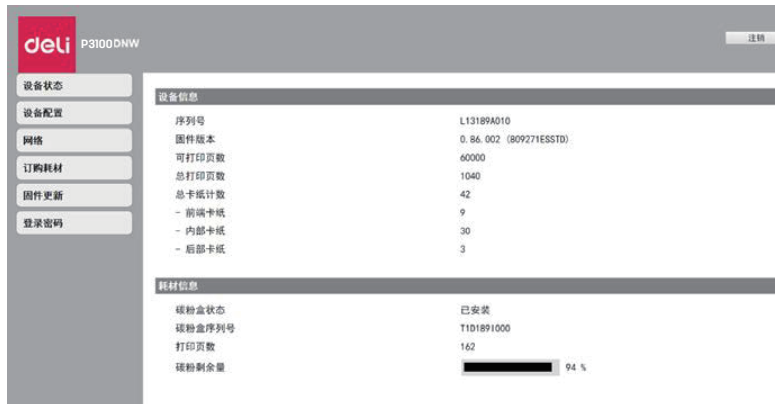 deli P3100DNW
注销
设备状态
设备配置
网络
订购耗材
固件更新
登录密码
设备信息
序列号 L13189A010
固件版本 0.86.002 (809271ESSTD)
可打印页数 60000
总打印页数 1040
总卡纸计数 42
- 前端卡纸 9
- 内部卡纸 30
- 后部卡纸 3
耗材信息
碳粉盒状态 已安装
碳粉盒序列号 T1D1891000
打印页数 162
碳粉剩余量 94 %